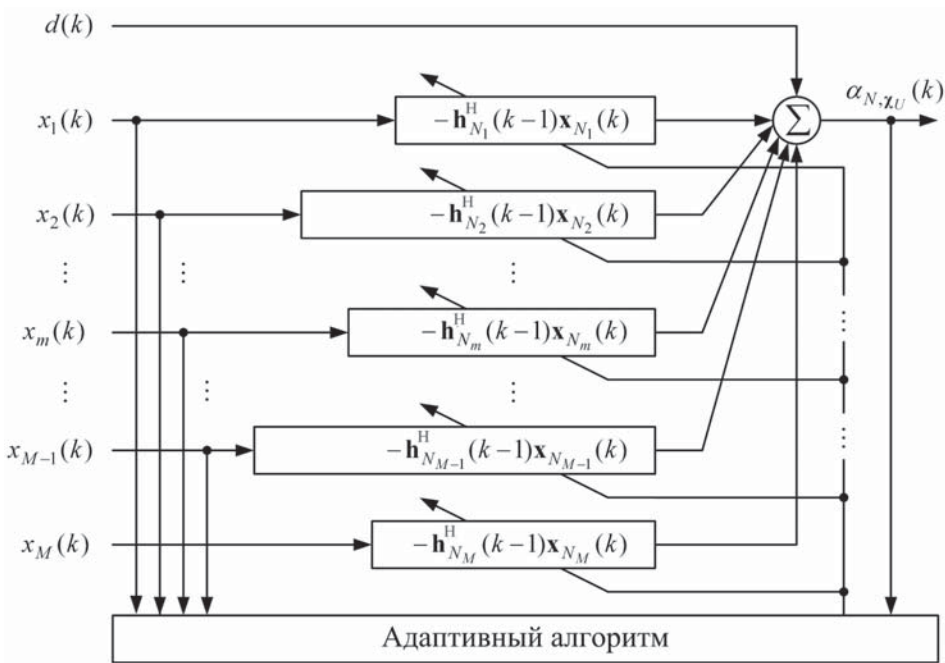 d(k)
α_{N,χ_U}(k)
x_1(k)
−h^H_{N_1}(k−1)x_{N_1}(k)
Σ
x_2(k)
−h^H_{N_2}(k−1)x_{N_2}(k)
⋮ ⋮ ⋮
x_m(k)
−h^H_{N_m}(k−1)x_{N_m}(k)
⋮
⋮ ⋮ ⋮
x_{M−1}(k)
−h^H_{N_{M−1}}(k−1)x_{N_{M−1}}(k)
⋮
x_M(k)
−h^H_{N_M}(k−1)x_{N_M}(k)
Адаптивный алгоритм